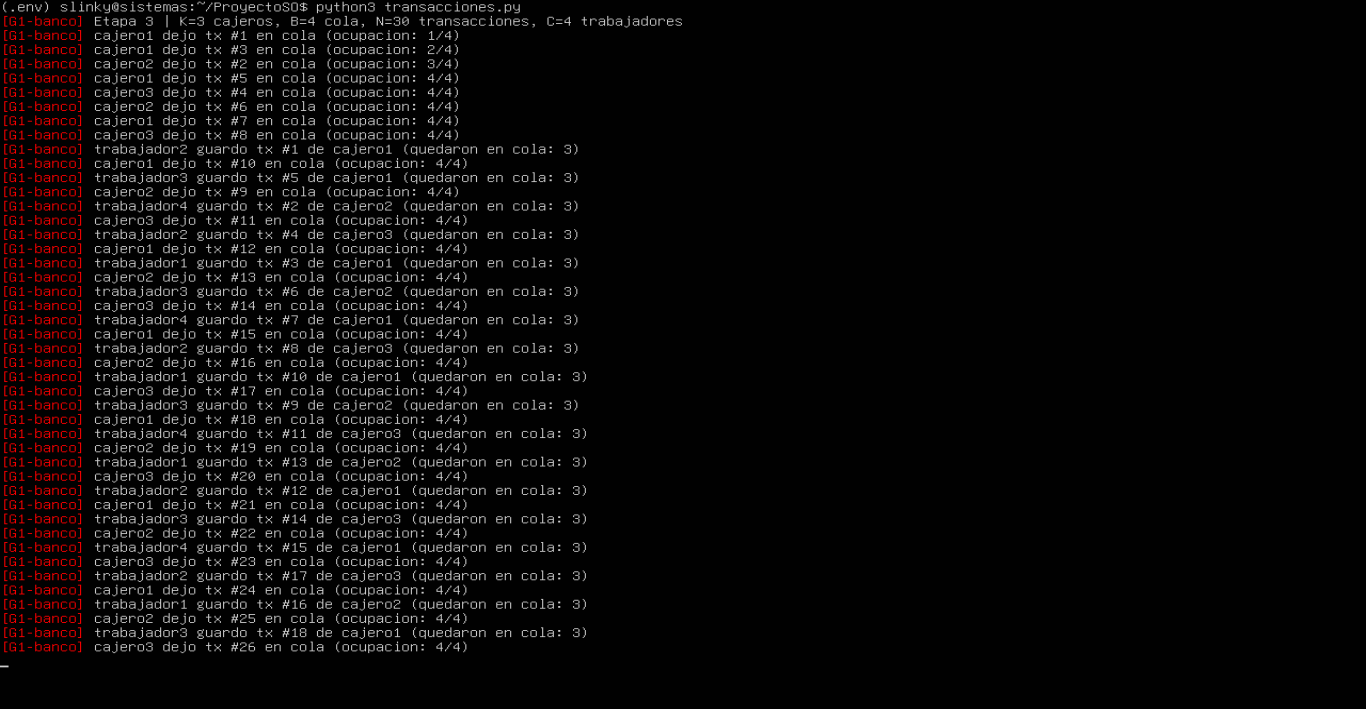 (.env) slinky@sistemas:~/ProyectoSO$ python3 transacciones.py
[G1-banco] Etapa 3 | K=3 cajeros, B=4 cola, N=30 transacciones, C=4 trabajadores
[G1-banco] cajero1 dejo tx #1 en cola (ocupacion: 1/4)
[G1-banco] cajero1 dejo tx #3 en cola (ocupacion: 2/4)
[G1-banco] cajero2 dejo tx #2 en cola (ocupacion: 3/4)
[G1-banco] cajero1 dejo tx #5 en cola (ocupacion: 4/4)
[G1-banco] cajero3 dejo tx #4 en cola (ocupacion: 4/4)
[G1-banco] cajero2 dejo tx #6 en cola (ocupacion: 4/4)
[G1-banco] cajero1 dejo tx #7 en cola (ocupacion: 4/4)
[G1-banco] cajero3 dejo tx #8 en cola (ocupacion: 4/4)
[G1-banco] trabajador2 guardo tx #1 de cajero1 (quedaron en cola: 3)
[G1-banco] cajero1 dejo tx #10 en cola (ocupacion: 4/4)
[G1-banco] trabajador3 guardo tx #5 de cajero1 (quedaron en cola: 3)
[G1-banco] cajero2 dejo tx #9 en cola (ocupacion: 4/4)
[G1-banco] trabajador4 guardo tx #2 de cajero2 (quedaron en cola: 3)
[G1-banco] cajero3 dejo tx #11 en cola (ocupacion: 4/4)
[G1-banco] trabajador2 guardo tx #4 de cajero3 (quedaron en cola: 3)
[G1-banco] cajero1 dejo tx #12 en cola (ocupacion: 4/4)
[G1-banco] trabajador1 guardo tx #3 de cajero1 (quedaron en cola: 3)
[G1-banco] cajero2 dejo tx #13 en cola (ocupacion: 4/4)
[G1-banco] trabajador3 guardo tx #6 de cajero2 (quedaron en cola: 3)
[G1-banco] cajero3 dejo tx #14 en cola (ocupacion: 4/4)
[G1-banco] trabajador4 guardo tx #7 de cajero1 (quedaron en cola: 3)
[G1-banco] cajero1 dejo tx #15 en cola (ocupacion: 4/4)
[G1-banco] trabajador2 guardo tx #8 de cajero3 (quedaron en cola: 3)
[G1-banco] cajero2 dejo tx #16 en cola (ocupacion: 4/4)
[G1-banco] trabajador1 guardo tx #10 de cajero1 (quedaron en cola: 3)
[G1-banco] cajero3 dejo tx #17 en cola (ocupacion: 4/4)
[G1-banco] trabajador3 guardo tx #9 de cajero2 (quedaron en cola: 3)
[G1-banco] cajero1 dejo tx #18 en cola (ocupacion: 4/4)
[G1-banco] trabajador4 guardo tx #11 de cajero3 (quedaron en cola: 3)
[G1-banco] cajero2 dejo tx #19 en cola (ocupacion: 4/4)
[G1-banco] trabajador1 guardo tx #13 de cajero2 (quedaron en cola: 3)
[G1-banco] cajero3 dejo tx #20 en cola (ocupacion: 4/4)
[G1-banco] trabajador2 guardo tx #12 de cajero1 (quedaron en cola: 3)
[G1-banco] cajero1 dejo tx #21 en cola (ocupacion: 4/4)
[G1-banco] trabajador3 guardo tx #14 de cajero3 (quedaron en cola: 3)
[G1-banco] cajero2 dejo tx #22 en cola (ocupacion: 4/4)
[G1-banco] trabajador4 guardo tx #15 de cajero1 (quedaron en cola: 3)
[G1-banco] cajero3 dejo tx #23 en cola (ocupacion: 4/4)
[G1-banco] trabajador2 guardo tx #17 de cajero3 (quedaron en cola: 3)
[G1-banco] cajero1 dejo tx #24 en cola (ocupacion: 4/4)
[G1-banco] trabajador1 guardo tx #16 de cajero2 (quedaron en cola: 3)
[G1-banco] cajero2 dejo tx #25 en cola (ocupacion: 4/4)
[G1-banco] trabajador3 guardo tx #18 de cajero1 (quedaron en cola: 3)
[G1-banco] cajero3 dejo tx #26 en cola (ocupacion: 4/4)